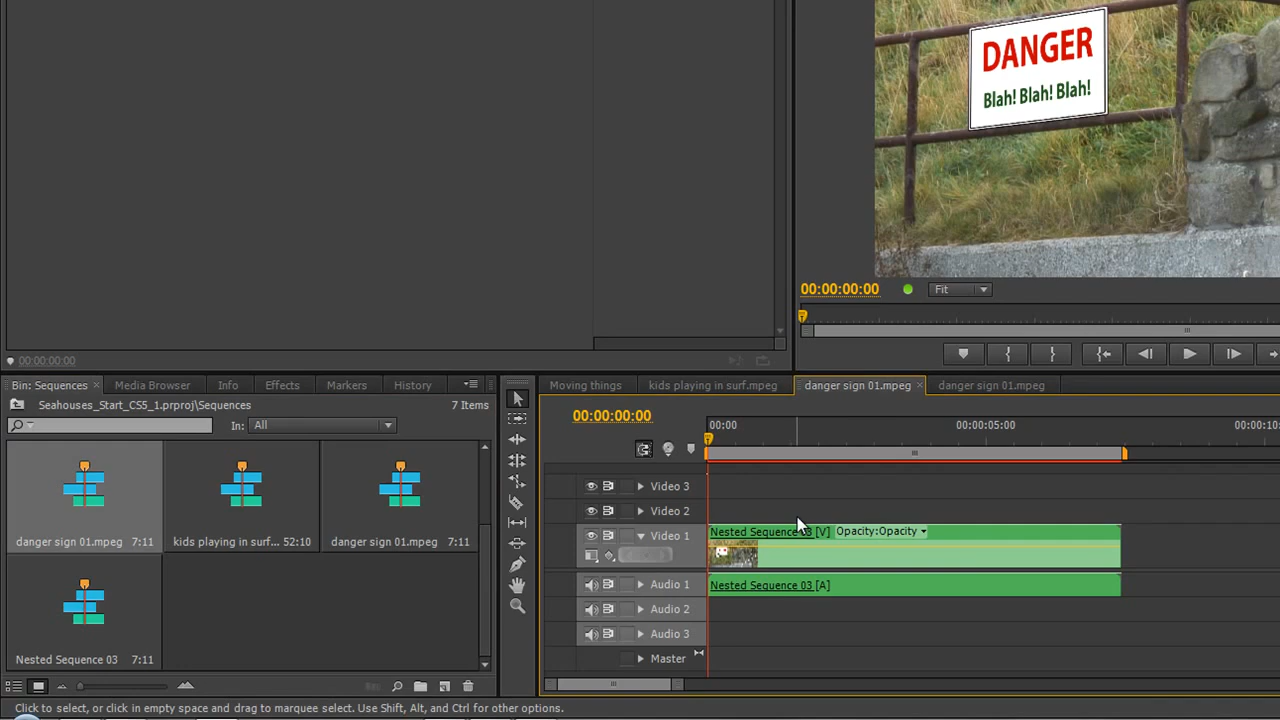 DANGER
Blah! Blah! Blah!
00:00:00:00
Fit
00:00:00:00
Bin: Sequences
Media Browser
Info
Effects
Markers
History
Seahouses_Start_CS5_1.prproj\Sequences
7 Items
In: All
danger sign 01.mpeg 7:11
kids playing in surf... 52:10
danger sign 01.mpeg 7:11
Nested Sequence 03 7:11
Moving things
kids playing in surf.mpeg
danger sign 01.mpeg
danger sign 01.mpeg
00:00:00:00
00:00
00:00:05:00
00:00:10:
Video 3
Video 2
Video 1
Nested Sequence 03 [V] Opacity:Opacity
Audio 1
Nested Sequence 03 [A]
Audio 2
Audio 3
Master
Click to select, or click in empty space and drag to marquee select. Use Shift, Alt, and Ctrl for other options.